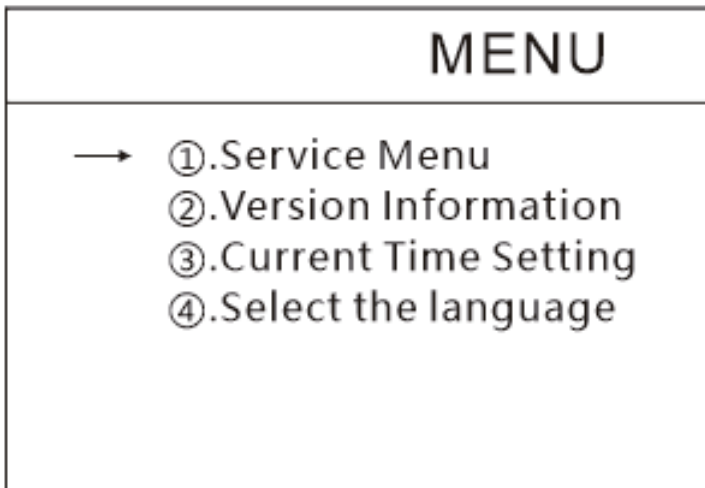 MENU
→ ①.Service Menu
②.Version Information
③.Current Time Setting
④.Select the language